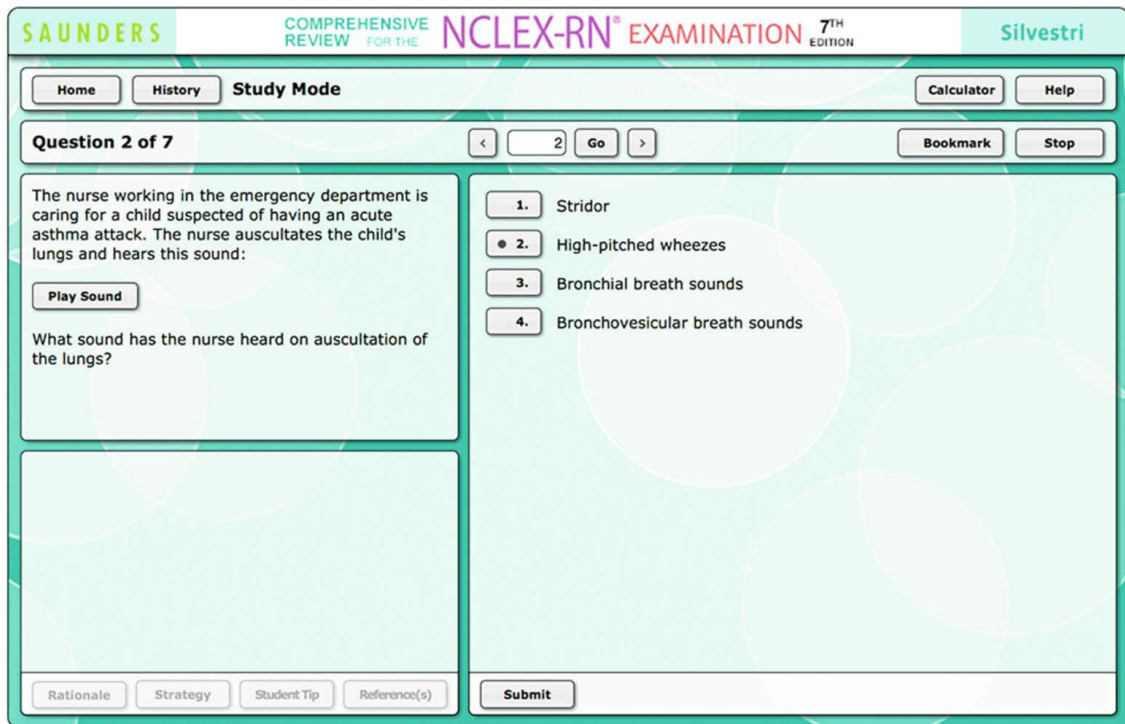 SAUNDERS
COMPREHENSIVE
REVIEW FOR THE
NCLEX-RN® EXAMINATION
7TH
EDITION
Silvestri
Home
History
Study Mode
Calculator
Help
Question 2 of 7
<
2
Go
>
Bookmark
Stop
The nurse working in the emergency department is
caring for a child suspected of having an acute
asthma attack. The nurse auscultates the child's
lungs and hears this sound:
Play Sound
What sound has the nurse heard on auscultation of
the lungs?
1. Stridor
2. High-pitched wheezes
3. Bronchial breath sounds
4. Bronchovesicular breath sounds
Rationale
Strategy
Student Tip
Reference(s)
Submit